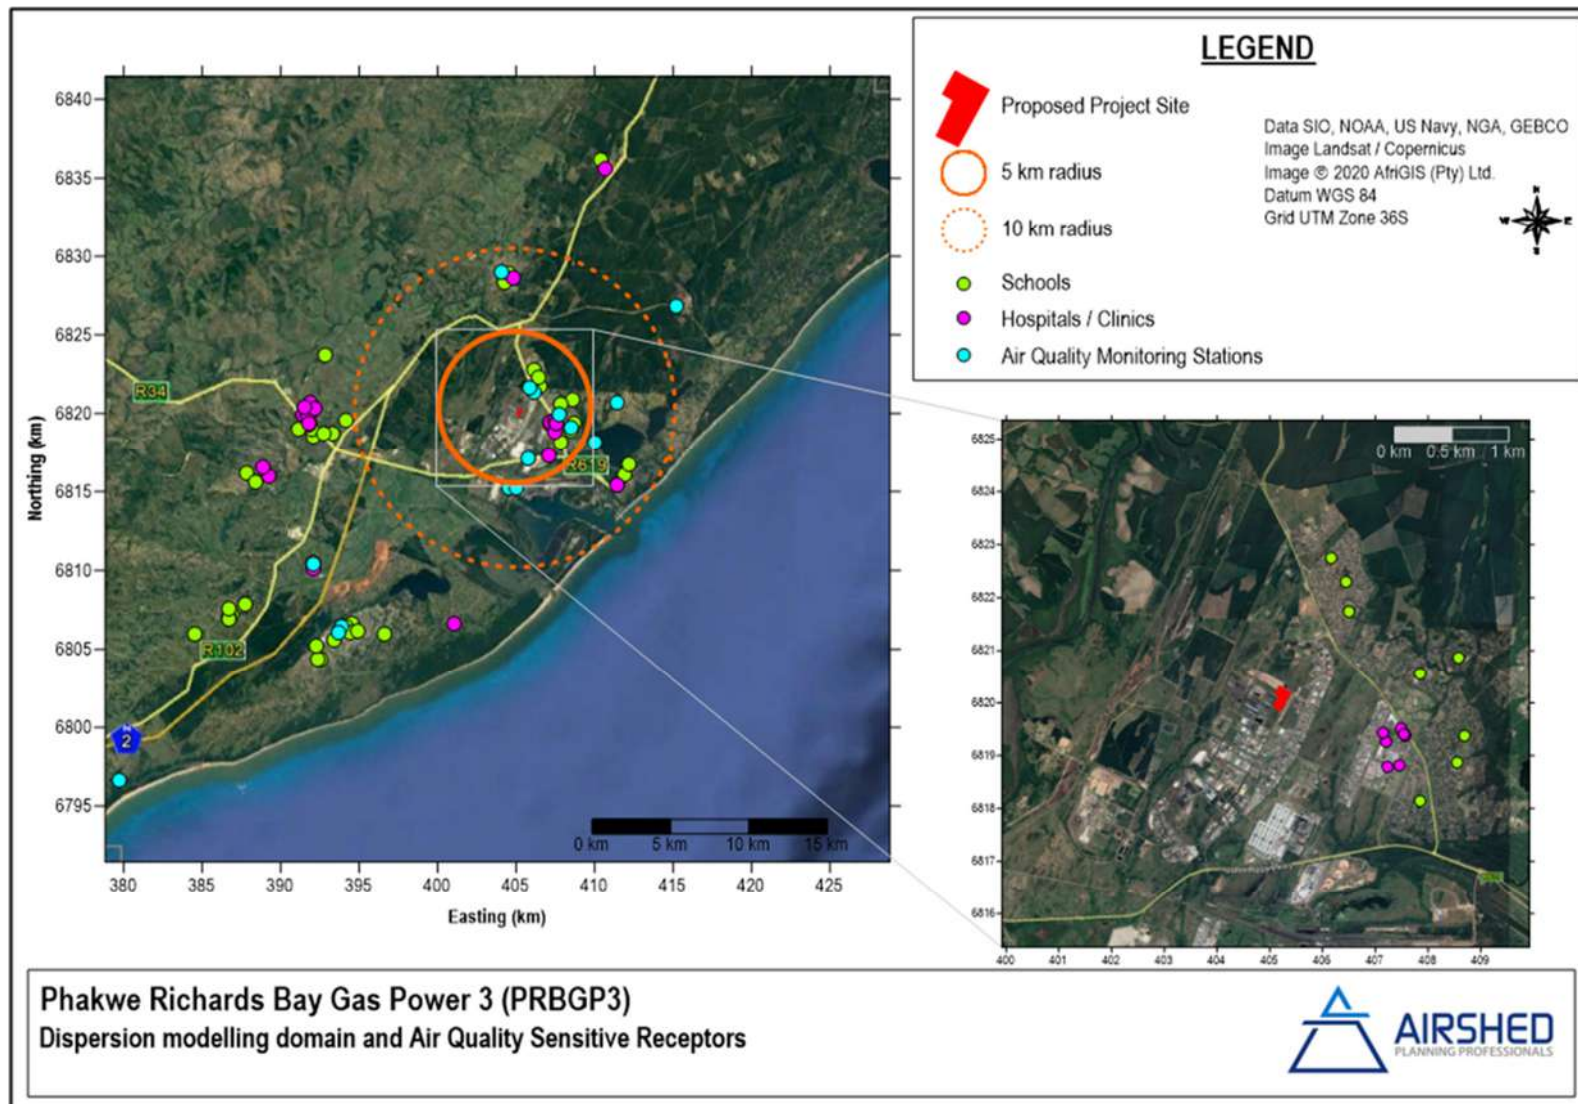 LEGEND
Proposed Project Site
5 km radius
10 km radius
Schools
Hospitals / Clinics
Air Quality Monitoring Stations
Data SIO, NOAA, US Navy, NGA, GEBCO
Image Landsat / Copernicus
Image © 2020 AfriGIS (Pty) Ltd.
Datum WGS 84
Grid UTM Zone 36S
N
W
E
S
Northing (km)
6840
6835
6830
6825
6820
6815
6810
6805
6800
6795
R34
R619
R102
N
2
0 km 5 km 10 km 15 km
380 385 390 395 400 405 410 415 420 425
Easting (km)
0 km 0.5 km 1 km
6825
6824
6823
6822
6821
6820
6819
6818
6817
6816
400 401 402 403 404 405 406 407 408 409
Phakwe Richards Bay Gas Power 3 (PRBGP3)
Dispersion modelling domain and Air Quality Sensitive Receptors
AIRSHED
PLANNING PROFESSIONALS